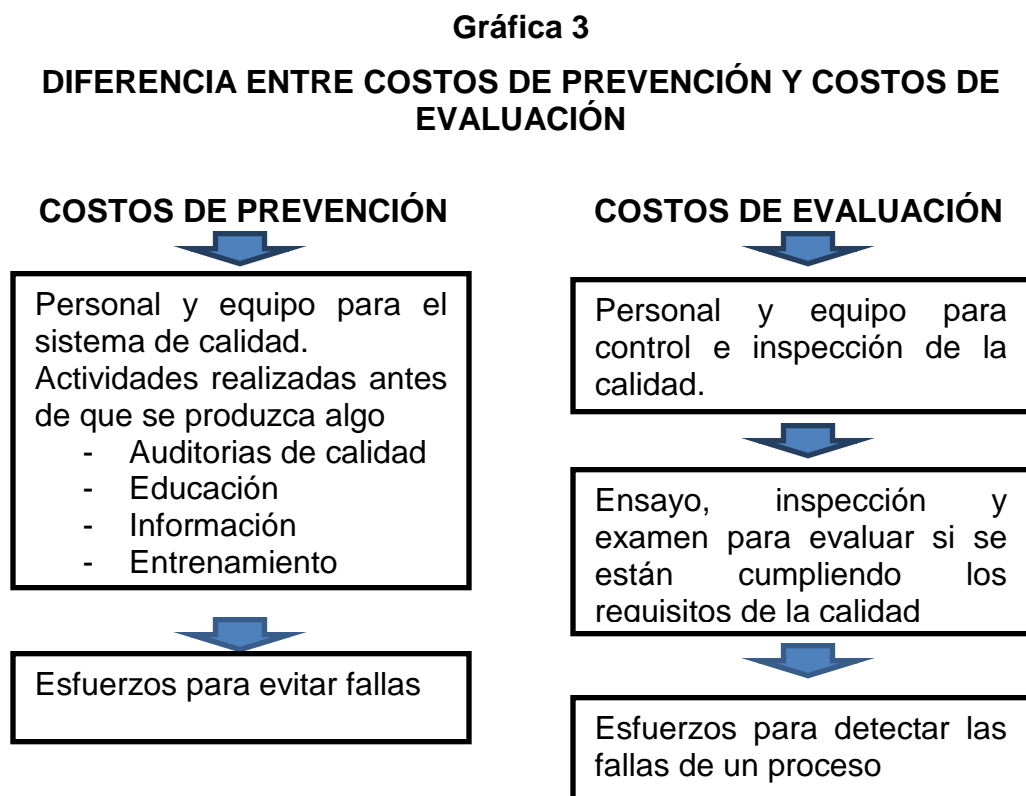 Gráfica 3
DIFERENCIA ENTRE COSTOS DE PREVENCIÓN Y COSTOS DE
EVALUACIÓN
COSTOS DE PREVENCIÓN
Personal y equipo para el
sistema de calidad.
Actividades realizadas antes
de que se produzca algo
- Auditorias de calidad
- Educación
- Información
- Entrenamiento
Esfuerzos para evitar fallas
COSTOS DE EVALUACIÓN
Personal y equipo para
control e inspección de la
calidad.
Ensayo, inspección y
examen para evaluar si se
están cumpliendo los
requisitos de la calidad
Esfuerzos para detectar las
fallas de un proceso